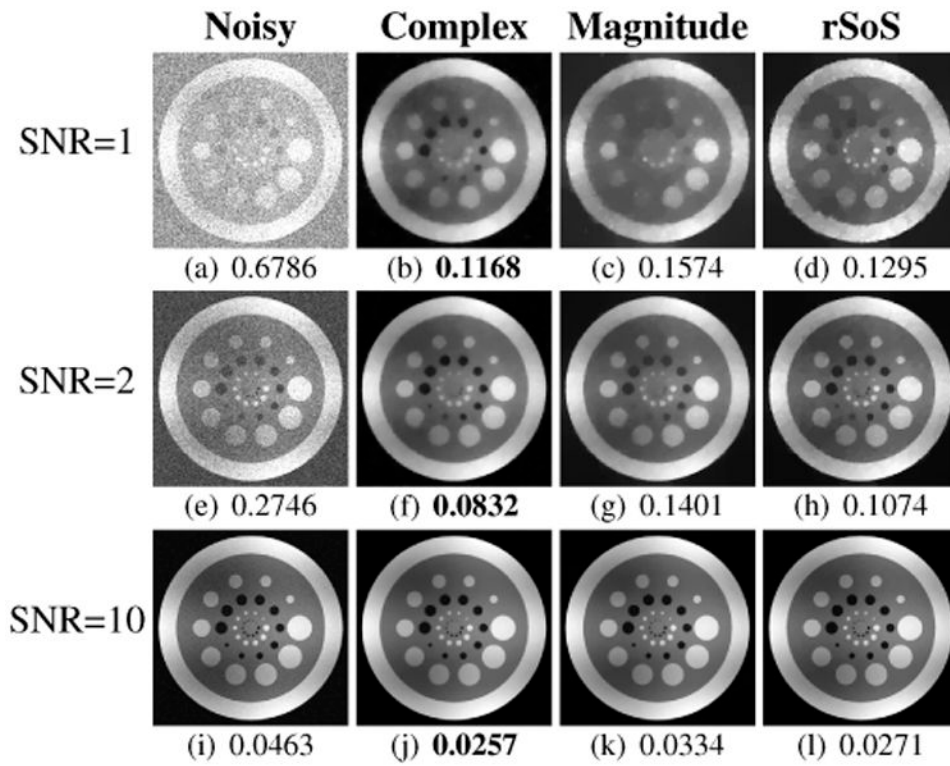 Noisy Complex Magnitude rSoS
SNR=1
(a) 0.6786 (b) 0.1168 (c) 0.1574 (d) 0.1295
SNR=2
(e) 0.2746 (f) 0.0832 (g) 0.1401 (h) 0.1074
SNR=10
(i) 0.0463 (j) 0.0257 (k) 0.0334 (l) 0.0271